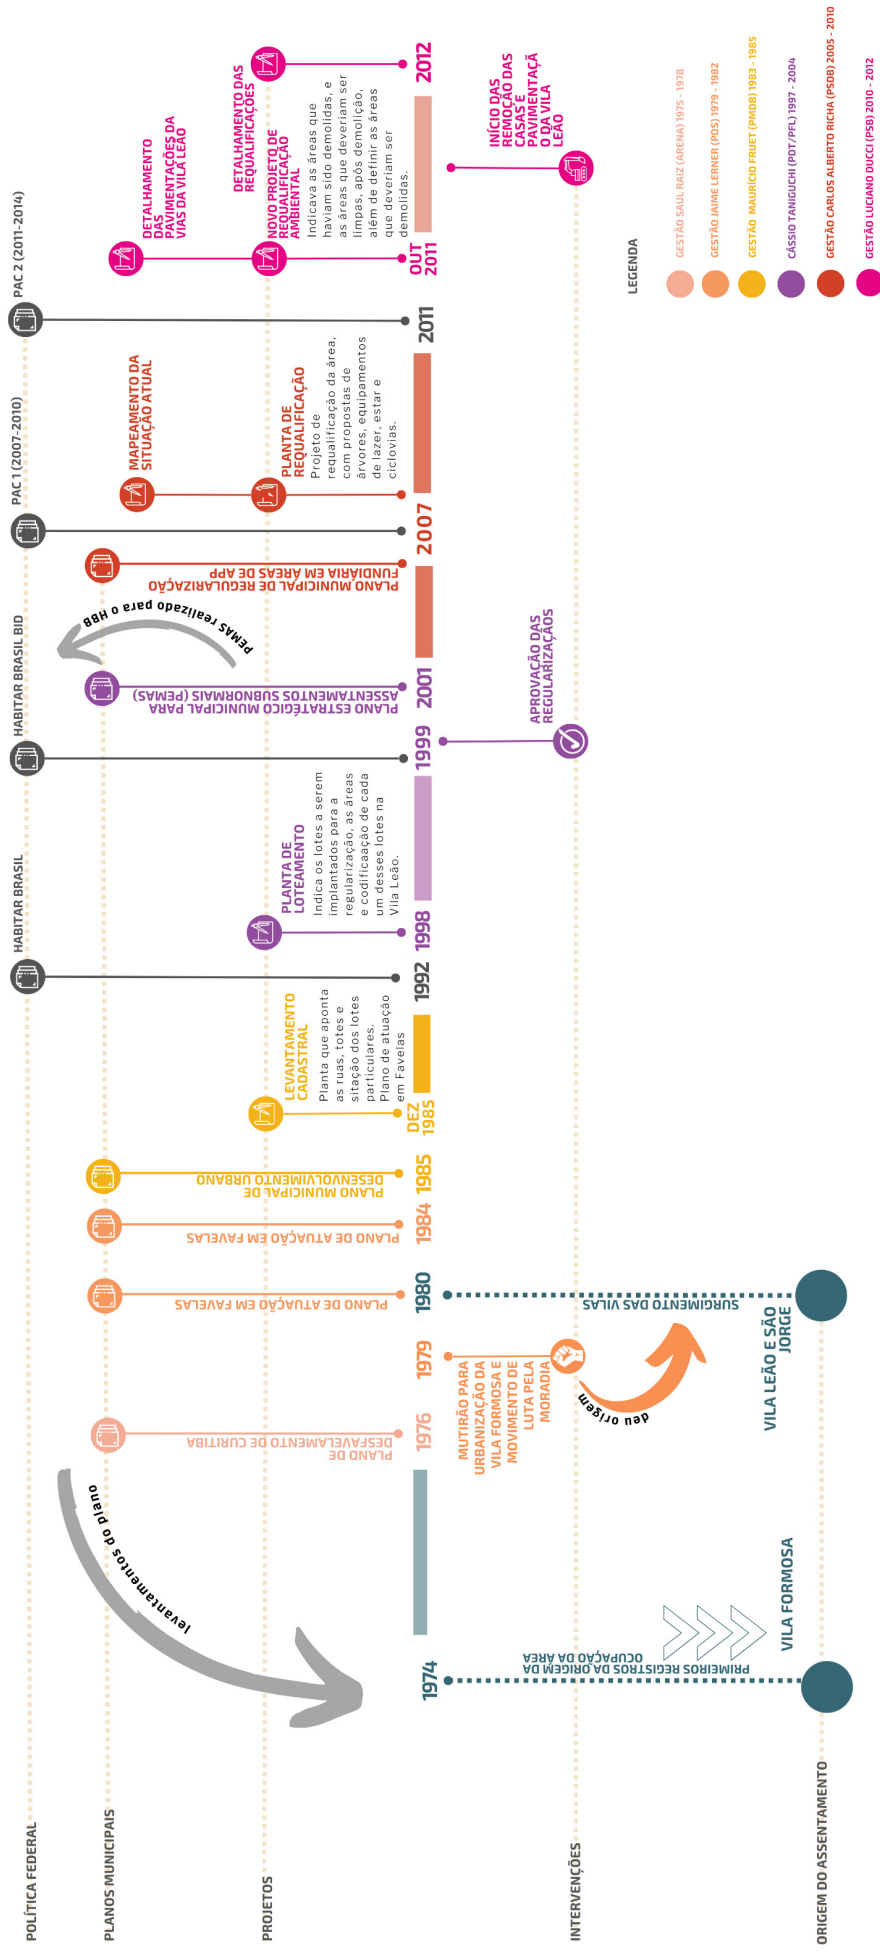 POLÍTICA FEDERAL
HABITAR BRASIL
HABITAR BRASIL BID
PAC 1 (2007-2010)
PAC 2 (2011-2014)
PLANOS MUNICIPAIS
levantamentos do plano
PLANO DE
DESFAVELAMENTO DE CURITIBA
PLANO DE ATUAÇÃO EM FAVELAS
PLANO DE ATUAÇÃO EM FAVELAS
PLANO MUNICIPAL DE
DESENVOLVIMENTO URBANO
PLANO ESTRATÉGICO MUNICIPAL PARA
ASSENTAMENTOS SUBNORMAIS (PEMAS)
PEMAS realizado para o HBB
PLANO MUNICIPAL DE REGULARIZAÇÃO
FUNDIÁRIA EM ÁREAS DE APP
PROJETOS
LEVANTAMENTO
CADASTRAL
Planta que aponta
as ruas, totes e
sitação dos lotes
particulares.
Plano de atuação
em Favelas
PLANTA DE
LOTEAMENTO
Indica os lotes a serem
implantados para a
regularização, as áreas
e codificaação de cada
um desses lotes na
Vila Leão.
MAPEAMENTO DA
SITUAÇÃO ATUAL
PLANTA DE
REQUALIFICAÇÃO
Projeto de
requalificação da área,
com propostas de
árvores, equipamentos
de lazer, estar e
ciclovias.
DETALHAMENTO
DAS
PAVIMENTAÇÕES DA
VIAS DA VILA LEÃO
NOVO PROJETO DE
REQUALIFICAÇÃO
AMBIENTAL
Indicava as áreas que
haviam sido demolidas, e
as áreas que deveriam ser
limpas, após demolição,
além de definir as áreas
que deveriam ser
demolidas.
DETALHAMENTO DAS
REQUALIFICAÇÕES
1974
1976
1979
1980
1984
1985
DEZ
1985
1992
1998
1999
2001
2007
2011
OUT
2011
2012
INTERVENÇÕES
MUTIRÃO PARA
URBANIZAÇÃO DA
VILA FORMOSA E
MOVIMENTO DE
LUTA PELA
MORADIA
deu origem
APROVAÇÃO DAS
REGULARIZAÇÃOS
INÍCIO DAS
REMOÇÃO DAS
CASAS E
PAVIMENTAÇÃ
O DA VILA
LEÃO
ORIGEM DO ASSENTAMENTO
PRIMEIROS REGISTROS DA ORIGEM DA
OCUPAÇÃO DA ÁREA
VILA FORMOSA
SURGIMENTO DAS VILAS
VILA LEÃO E SÃO
JORGE
LEGENDA
GESTÃO SAUL RAIZ (ARENA) 1975 - 1978
GESTÃO JAIME LERNER (PDS) 1979 - 1982
GESTÃO MAURÍCIO FRUET (PMDB) 1983 - 1985
CÁSSIO TANIGUCHI (PDT/PFL) 1997 - 2004
GESTÃO CARLOS ALBERTO RICHA (PSDB) 2005 - 2010
GESTÃO LUCIANO DUCCI (PSB) 2010 - 2012